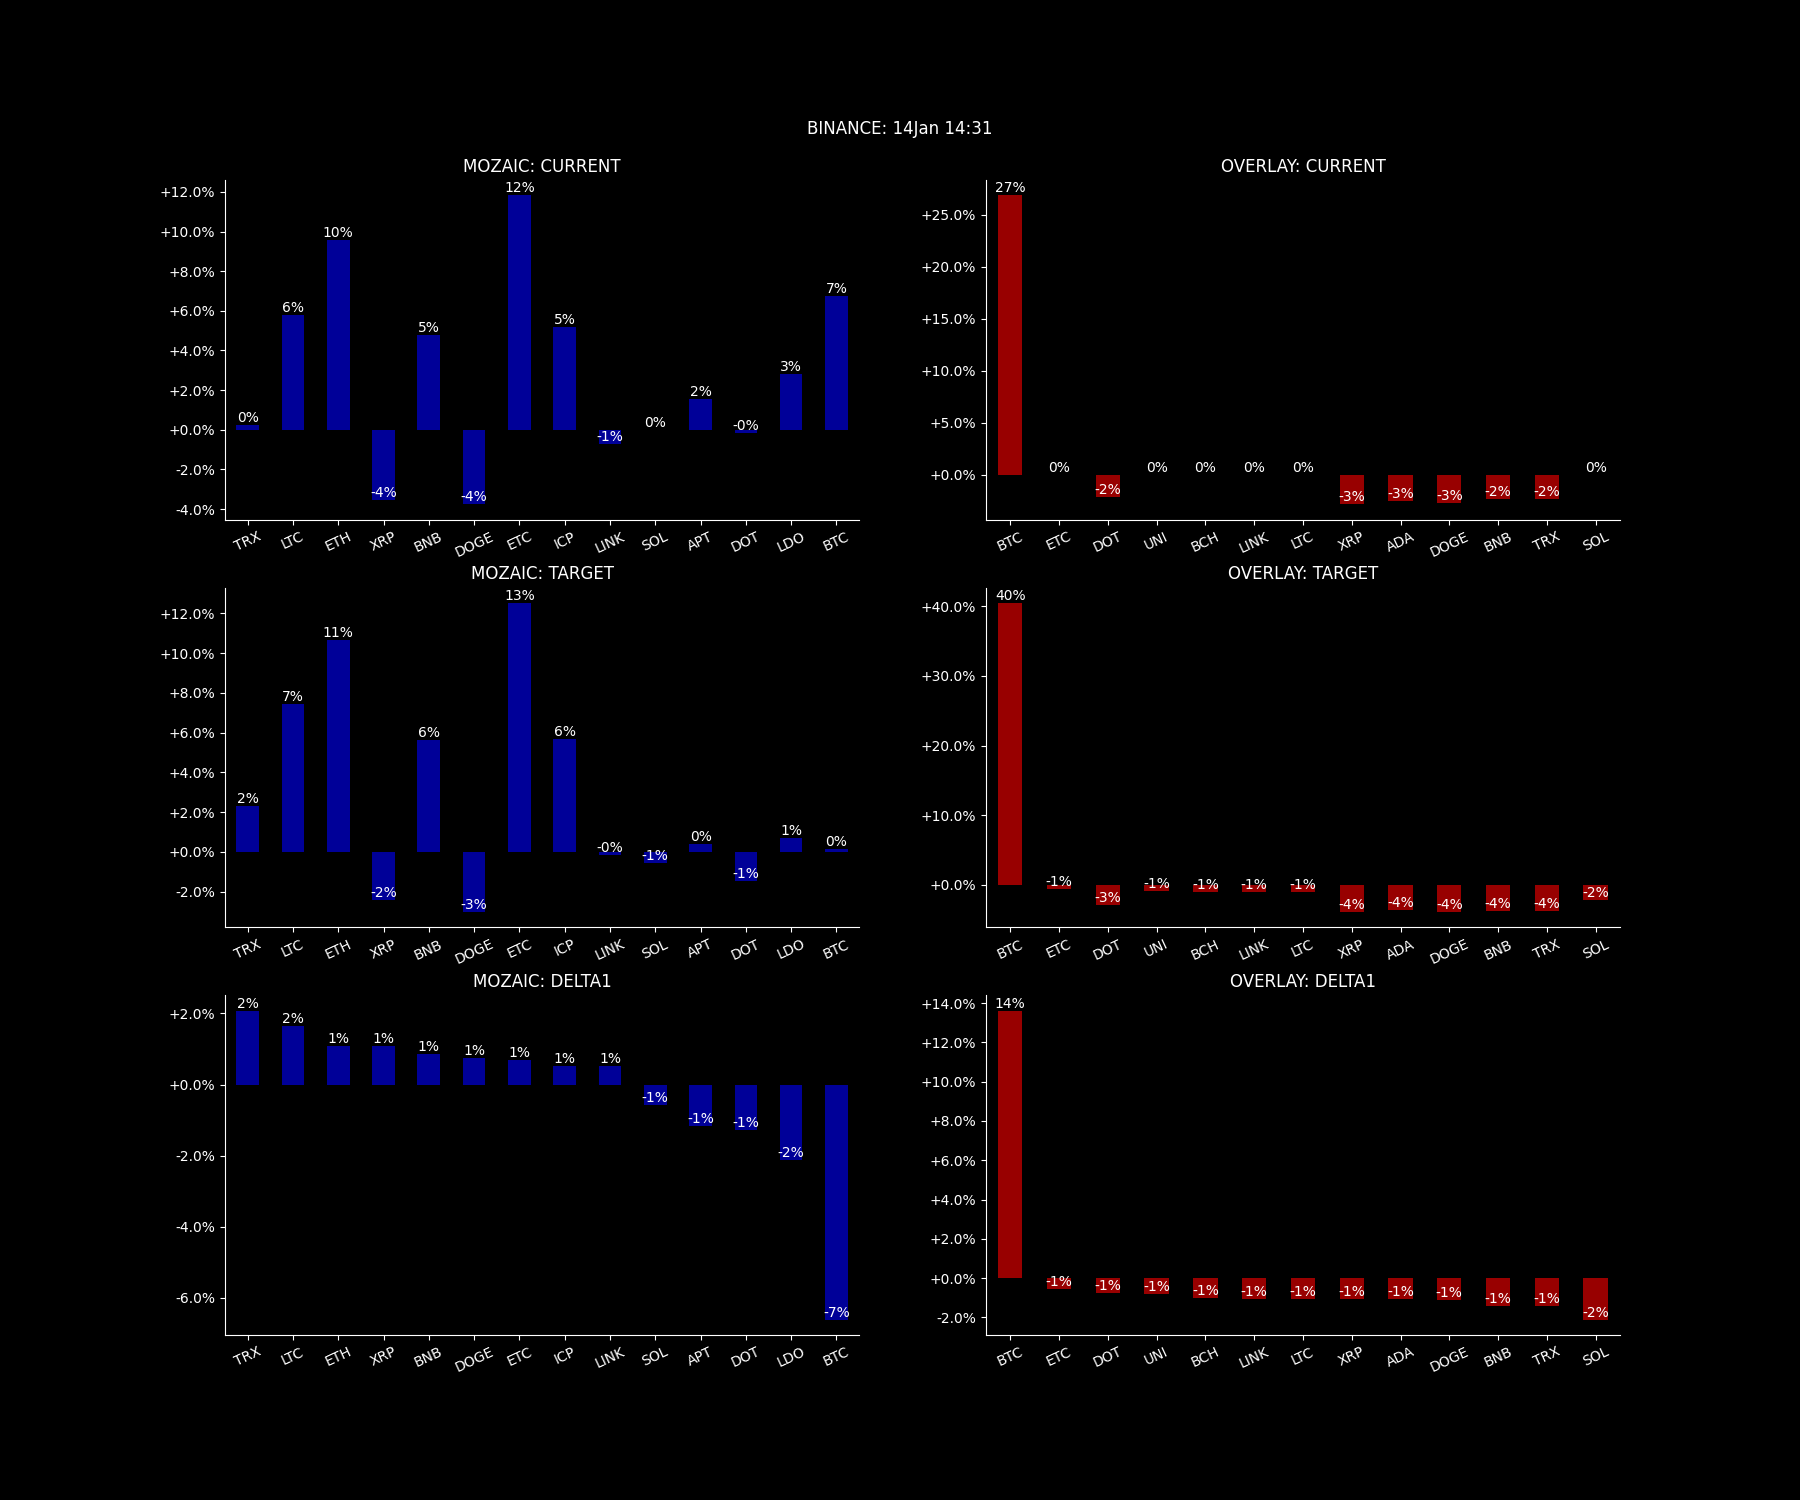 BINANCE: 14Jan 14:31
MOZAIC: CURRENT
+12.0%
+10.0%
+8.0%
+6.0%
+4.0%
+2.0%
+0.0%
-2.0%
-4.0%
0% 6% 10% -4% 5% -4% 12% 5% -1% 0% 2% -0% 3% 7%
TRX LTC ETH XRP BNB DOGE ETC ICP LINK SOL APT DOT LDO BTC
OVERLAY: CURRENT
+25.0%
+20.0%
+15.0%
+10.0%
+5.0%
+0.0%
27% 0% -2% 0% 0% 0% 0% -3% -3% -3% -2% -2% 0%
BTC ETC DOT UNI BCH LINK LTC XRP ADA DOGE BNB TRX SOL
MOZAIC: TARGET
+12.0%
+10.0%
+8.0%
+6.0%
+4.0%
+2.0%
+0.0%
-2.0%
2% 7% 11% -2% 6% -3% 13% 6% -0% -1% 0% -1% 1% 0%
TRX LTC ETH XRP BNB DOGE ETC ICP LINK SOL APT DOT LDO BTC
OVERLAY: TARGET
+40.0%
+30.0%
+20.0%
+10.0%
+0.0%
40% -1% -3% -1% -1% -1% -1% -4% -4% -4% -4% -4% -2%
BTC ETC DOT UNI BCH LINK LTC XRP ADA DOGE BNB TRX SOL
MOZAIC: DELTA1
+2.0%
+0.0%
-2.0%
-4.0%
-6.0%
2% 2% 1% 1% 1% 1% 1% 1% 1% -1% -1% -1% -2% -7%
TRX LTC ETH XRP BNB DOGE ETC ICP LINK SOL APT DOT LDO BTC
OVERLAY: DELTA1
+14.0%
+12.0%
+10.0%
+8.0%
+6.0%
+4.0%
+2.0%
+0.0%
-2.0%
14% -1% -1% -1% -1% -1% -1% -1% -1% -1% -1% -1% -2%
BTC ETC DOT UNI BCH LINK LTC XRP ADA DOGE BNB TRX SOL